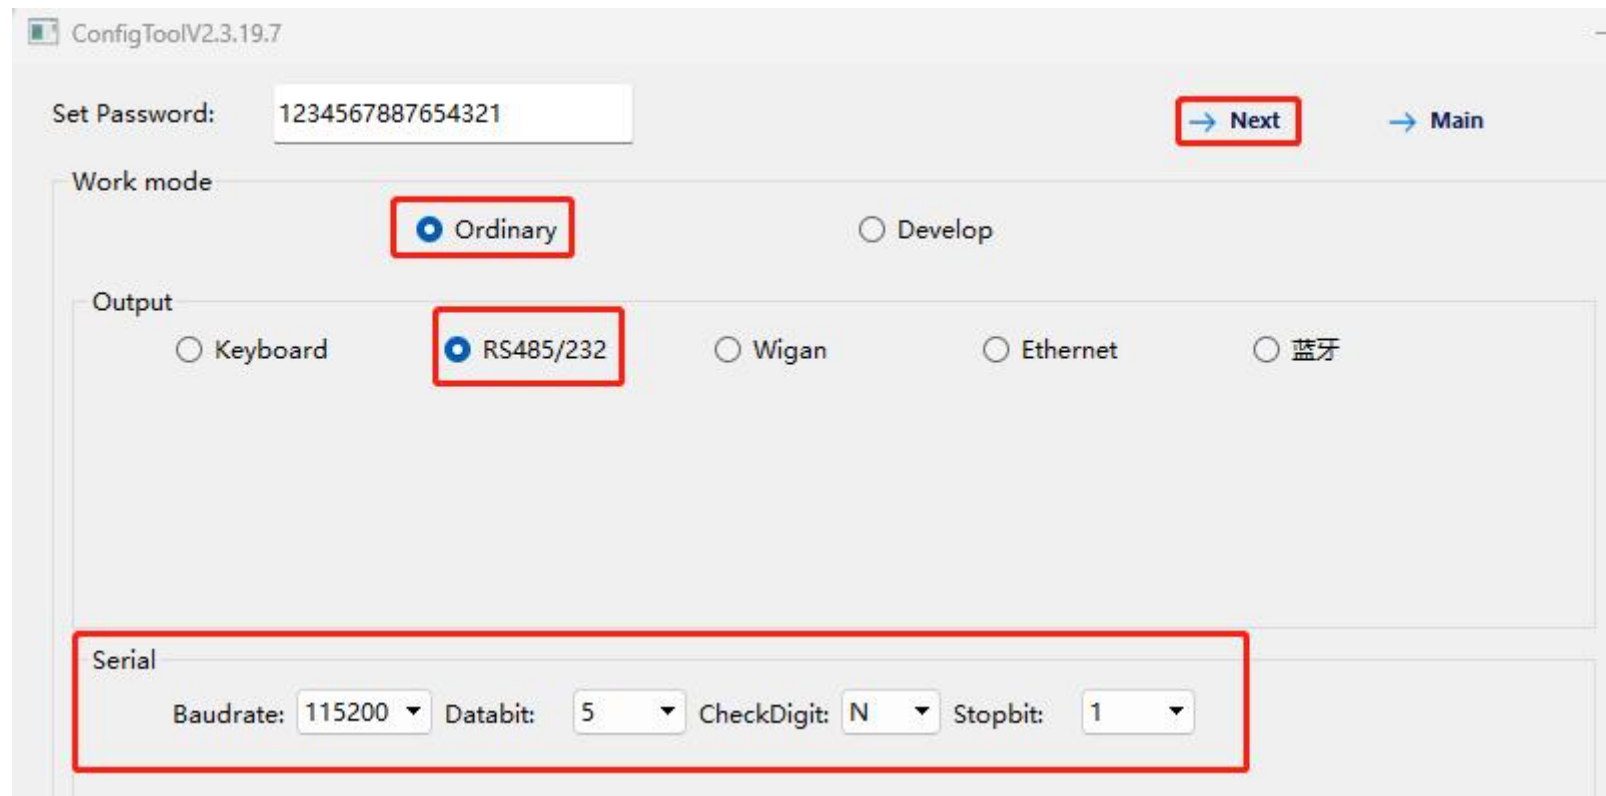 ConfigToolV2.3.19.7
Set Password: 1234567887654321 → Next → Main
Work mode
Ordinary Develop
Output
Keyboard RS485/232 Wigan Ethernet 蓝牙
Serial
Baudrate: 115200 Databit: 5 CheckDigit: N Stopbit: 1